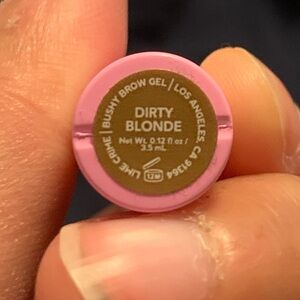 LIME CRIME | BUSHY BROW GEL | LOS ANGELES, CA 91364
DIRTY
BLONDE
Net Wt. 0.12 fl oz /
3.5 mL
12M